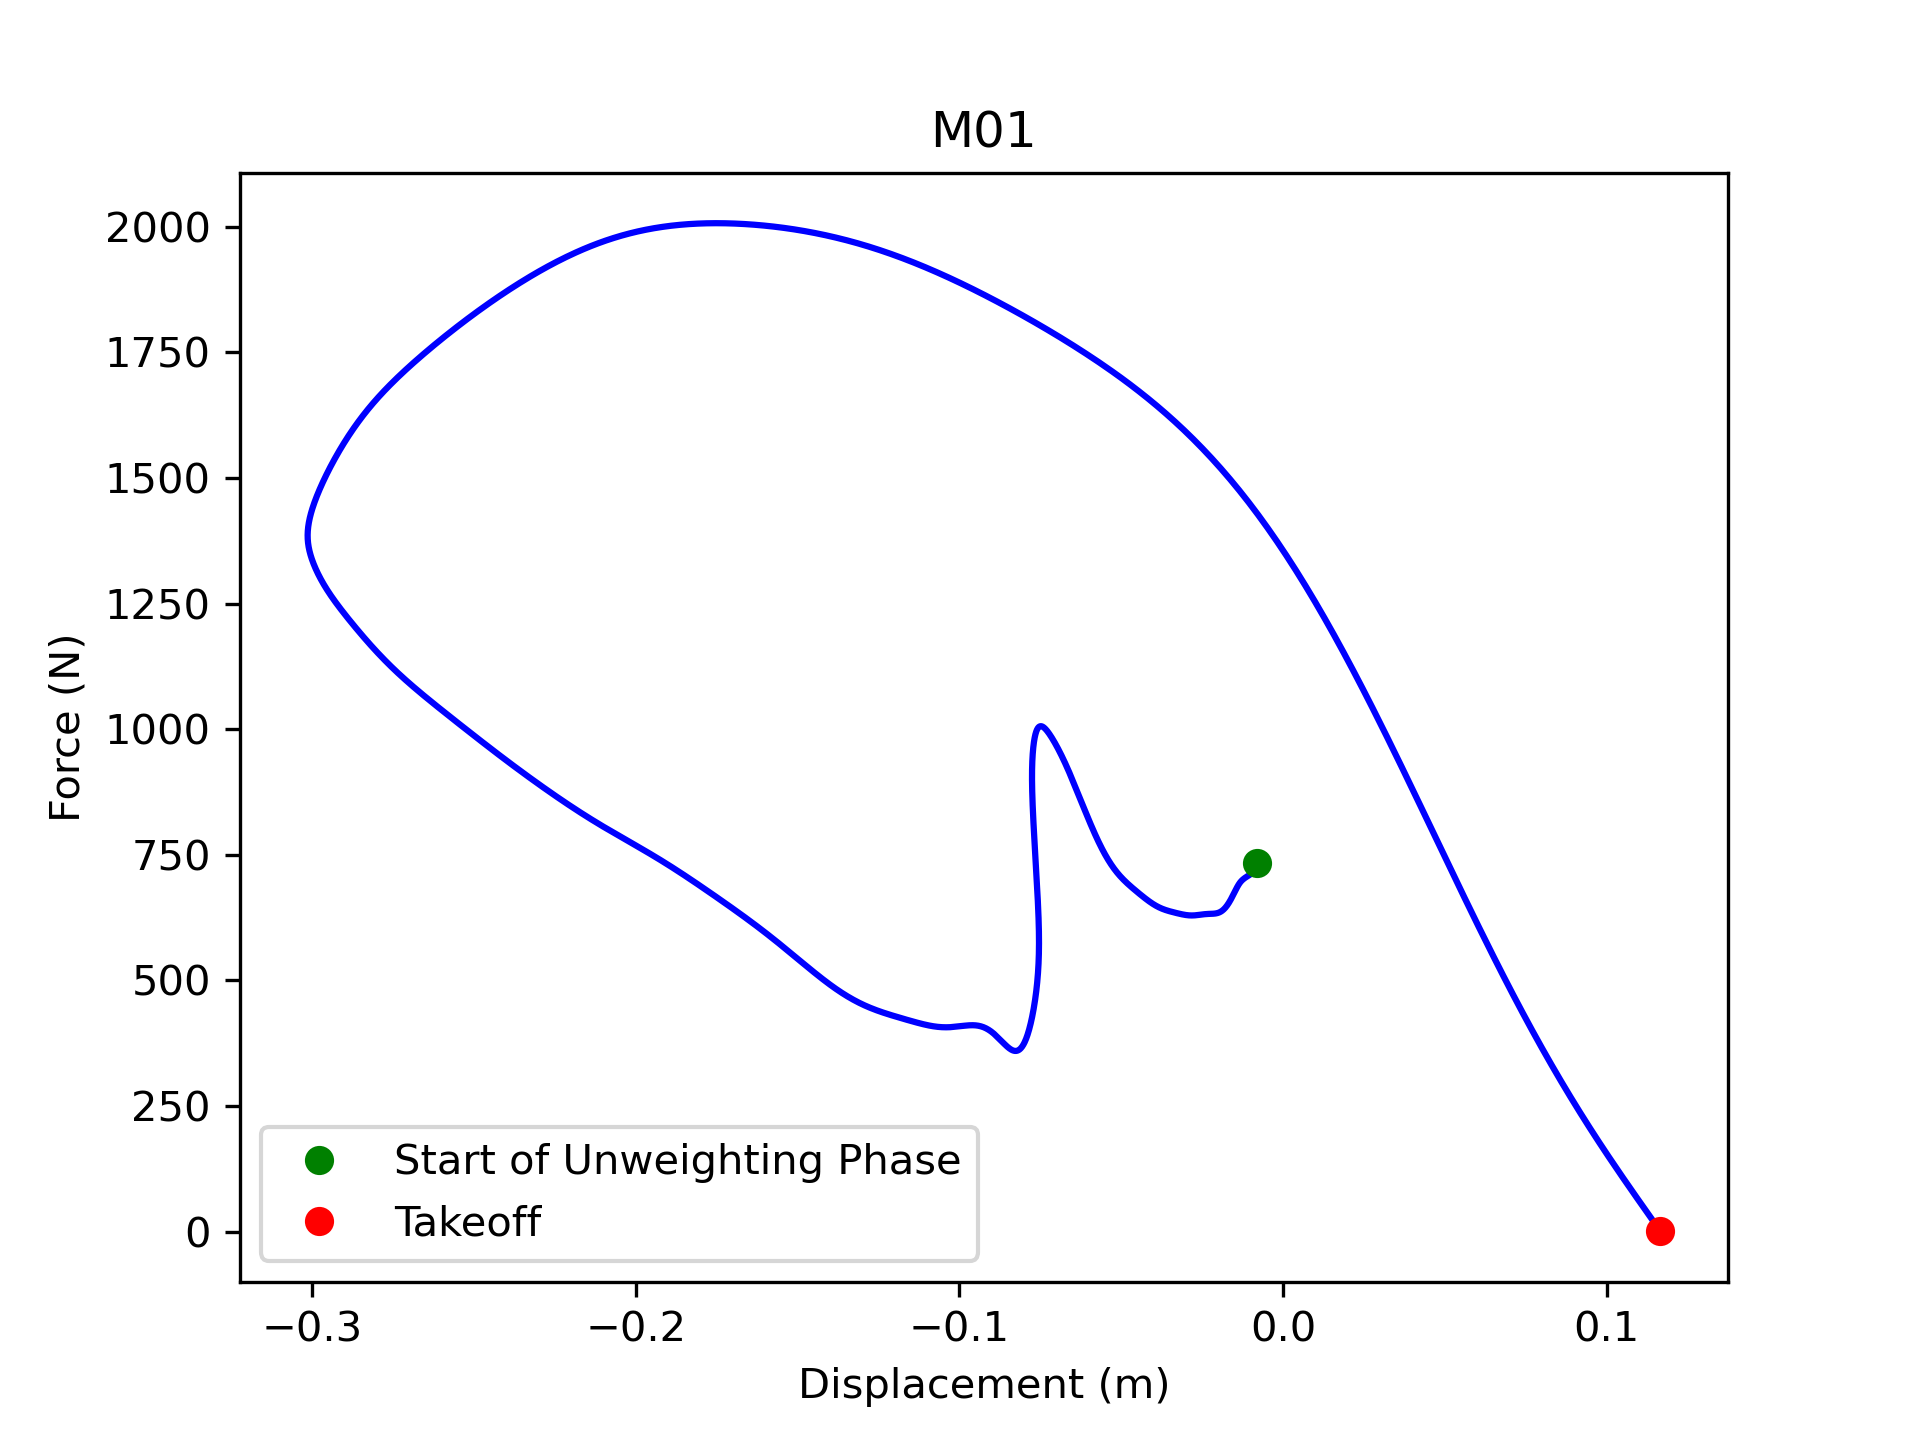 M01
2000
1750
1500
1250
1000
750
500
250
0
Force (N)
Start of Unweighting Phase
Takeoff
−0.3 −0.2 −0.1 0.0 0.1
Displacement (m)